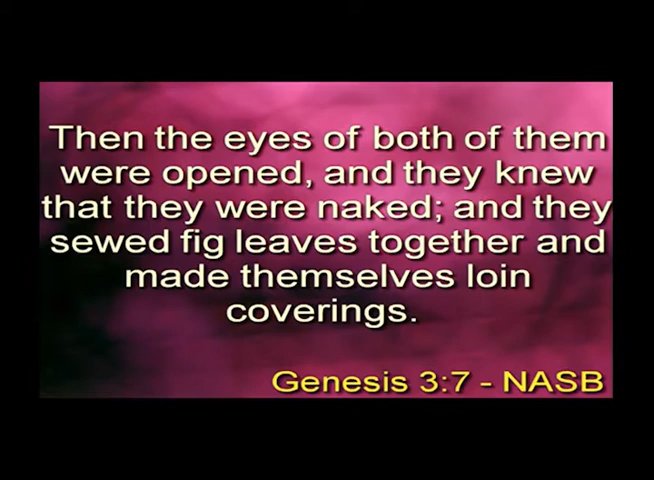 Then the eyes of both of them
were opened, and they knew
that they were naked; and they
sewed fig leaves together and
made themselves loin
coverings.
Genesis 3:7 - NASB